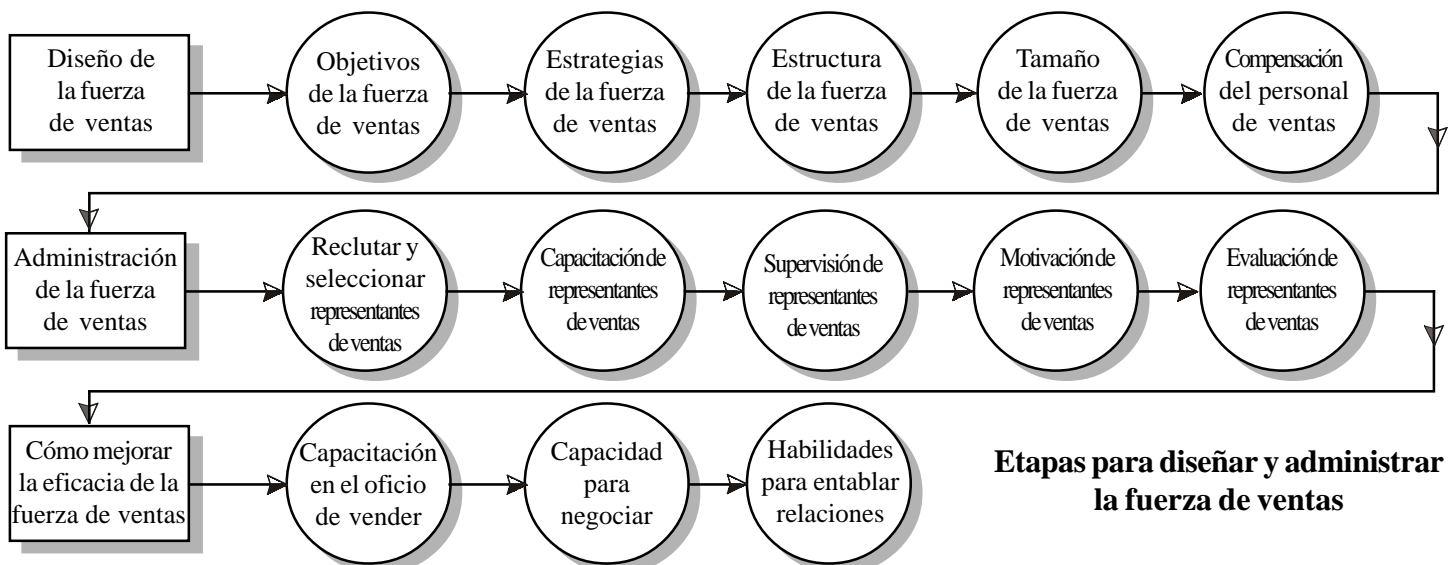 Diseño de
la fuerza
de ventas
Objetivos
de la fuerza
de ventas
Estrategias
de la fuerza
de ventas
Estructura
de la fuerza
de ventas
Tamaño
de la fuerza
de ventas
Compensación
del personal
de ventas
Administración
de la fuerza
de ventas
Reclutar y
seleccionar
representantes
de ventas
Capacitación de
representantes
de ventas
Supervisión de
representantes
de ventas
Motivación de
representantes
de ventas
Evaluación de
representantes
de ventas
Cómo mejorar
la eficacia de la
fuerza de ventas
Capacitación
en el oficio
de vender
Capacidad
para
negociar
Habilidades
para entablar
relaciones
Etapas para diseñar y administrar
la fuerza de ventas